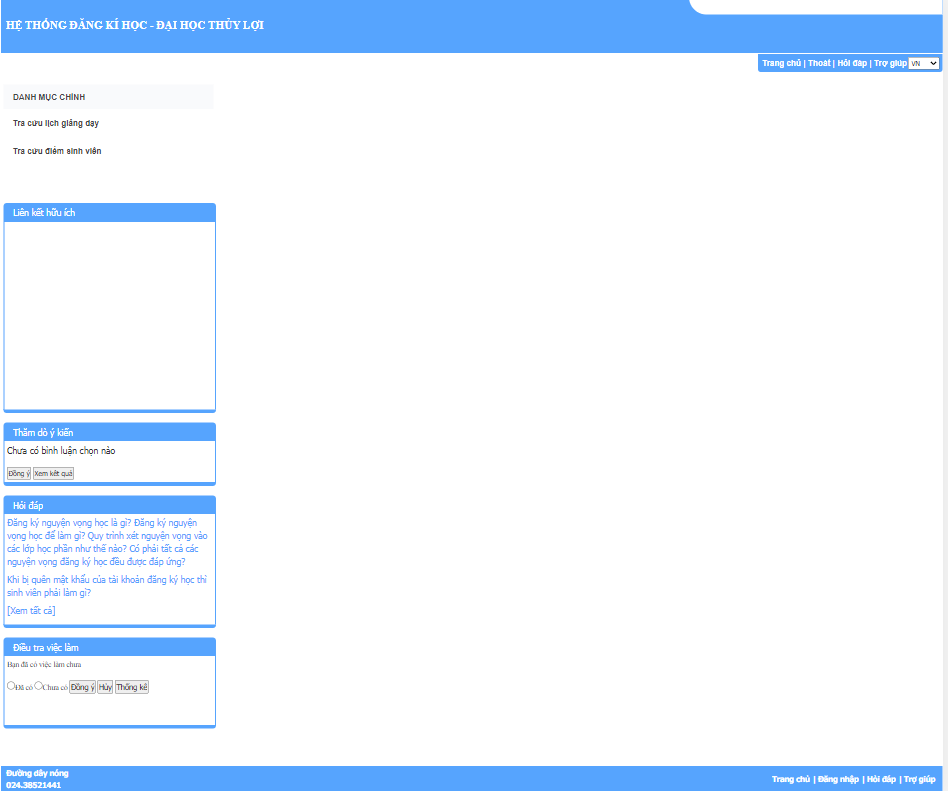 HỆ THỐNG ĐĂNG KÍ HỌC - ĐẠI HỌC THỦY LỢI
Trang chủ | Thoát | Hỏi đáp | Trợ giúp VN
DANH MỤC CHÍNH
Tra cứu lịch giảng dạy
Tra cứu điểm sinh viên
Liên kết hữu ích
Thăm dò ý kiến
Chưa có bình luận chọn nào
Đồng ý Xem kết quả
Hỏi đáp
Đăng ký nguyện vọng học là gì? Đăng ký nguyện
vọng học để làm gì? Quy trình xét nguyện vọng vào
các lớp học phần như thế nào? Có phải tất cả các
nguyện vọng đăng ký học đều được đáp ứng?
Khi bị quên mật khẩu của tài khoản đăng ký học thì
sinh viên phải làm gì?
[Xem tất cả]
Điều tra việc làm
Bạn đã có việc làm chưa
Đã có Chưa có Đồng ý Hủy Thống kê
Đường dây nóng
024.38521441
Trang chủ | Đăng nhập | Hỏi đáp | Trợ giúp